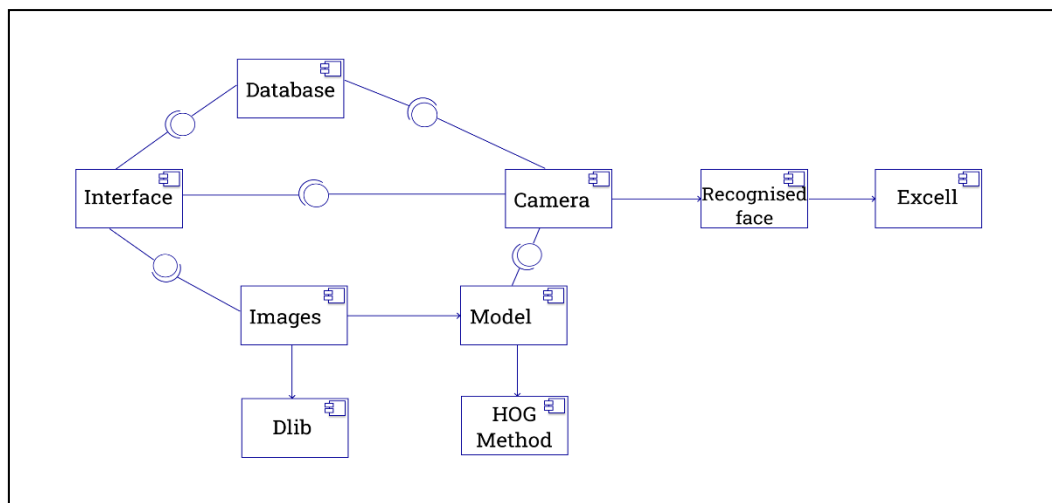 Database
Interface
Camera
Recognised
face
Excell
Images
Model
Dlib
HOG
Method